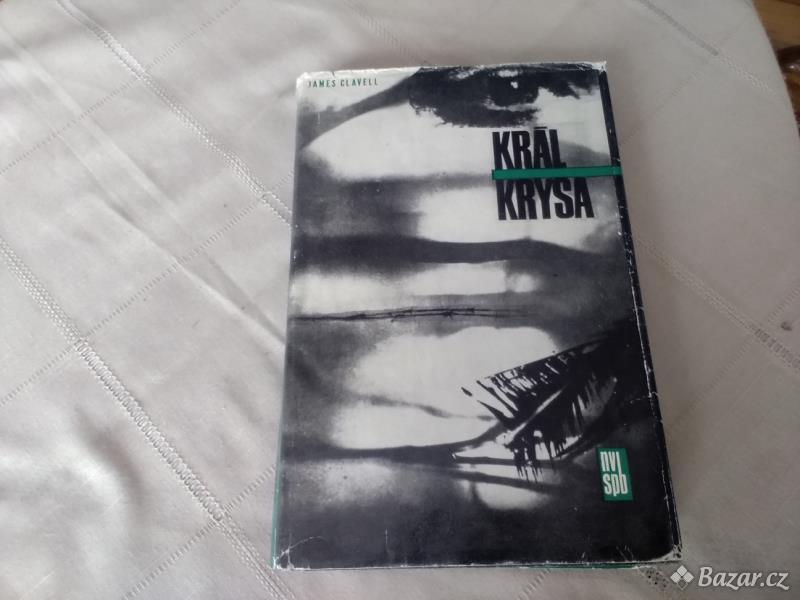 JAMES CLAVELL
KRÁL
KRYSA
nv
spb
Bazar.cz